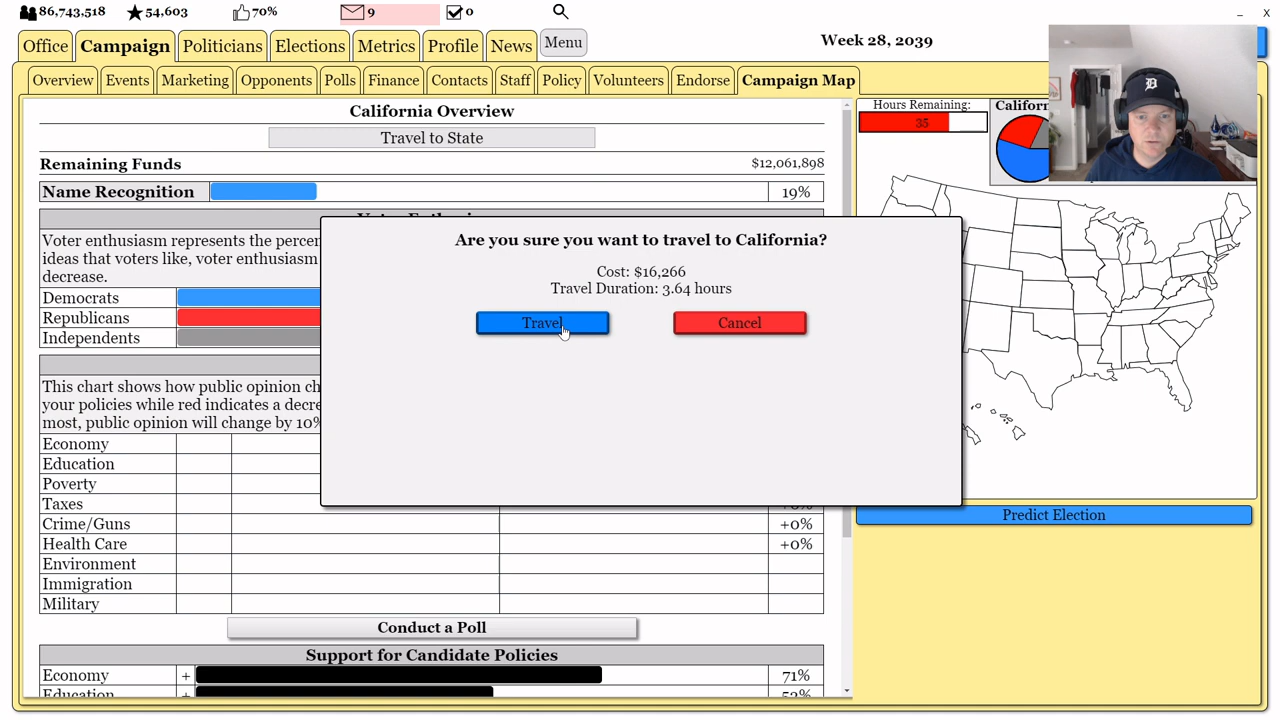 86,743,518 54,603 70% 9 0
_ X
Office Campaign Politicians Elections Metrics Profile News Menu
Week 28, 2039
Overview Events Marketing Opponents Polls Finance Contacts Staff Policy Volunteers Endorse Campaign Map
California Overview
Travel to State
Remaining Funds $12,061,898
Name Recognition 19%
Voter enthusiasm represents the percen
ideas that voters like, voter enthusiasm
decrease.
Democrats
Republicans
Independents
This chart shows how public opinion ch
your policies while red indicates a decre
most, public opinion will change by 10%
Economy
Education
Poverty
Taxes
Crime/Guns +0%
Health Care +0%
Environment
Immigration
Military
Conduct a Poll
Support for Candidate Policies
Economy + 71%
Education +
Are you sure you want to travel to California?
Cost: $16,266
Travel Duration: 3.64 hours
Travel Cancel
Hours Remaining:
35
Californ
Predict Election
D